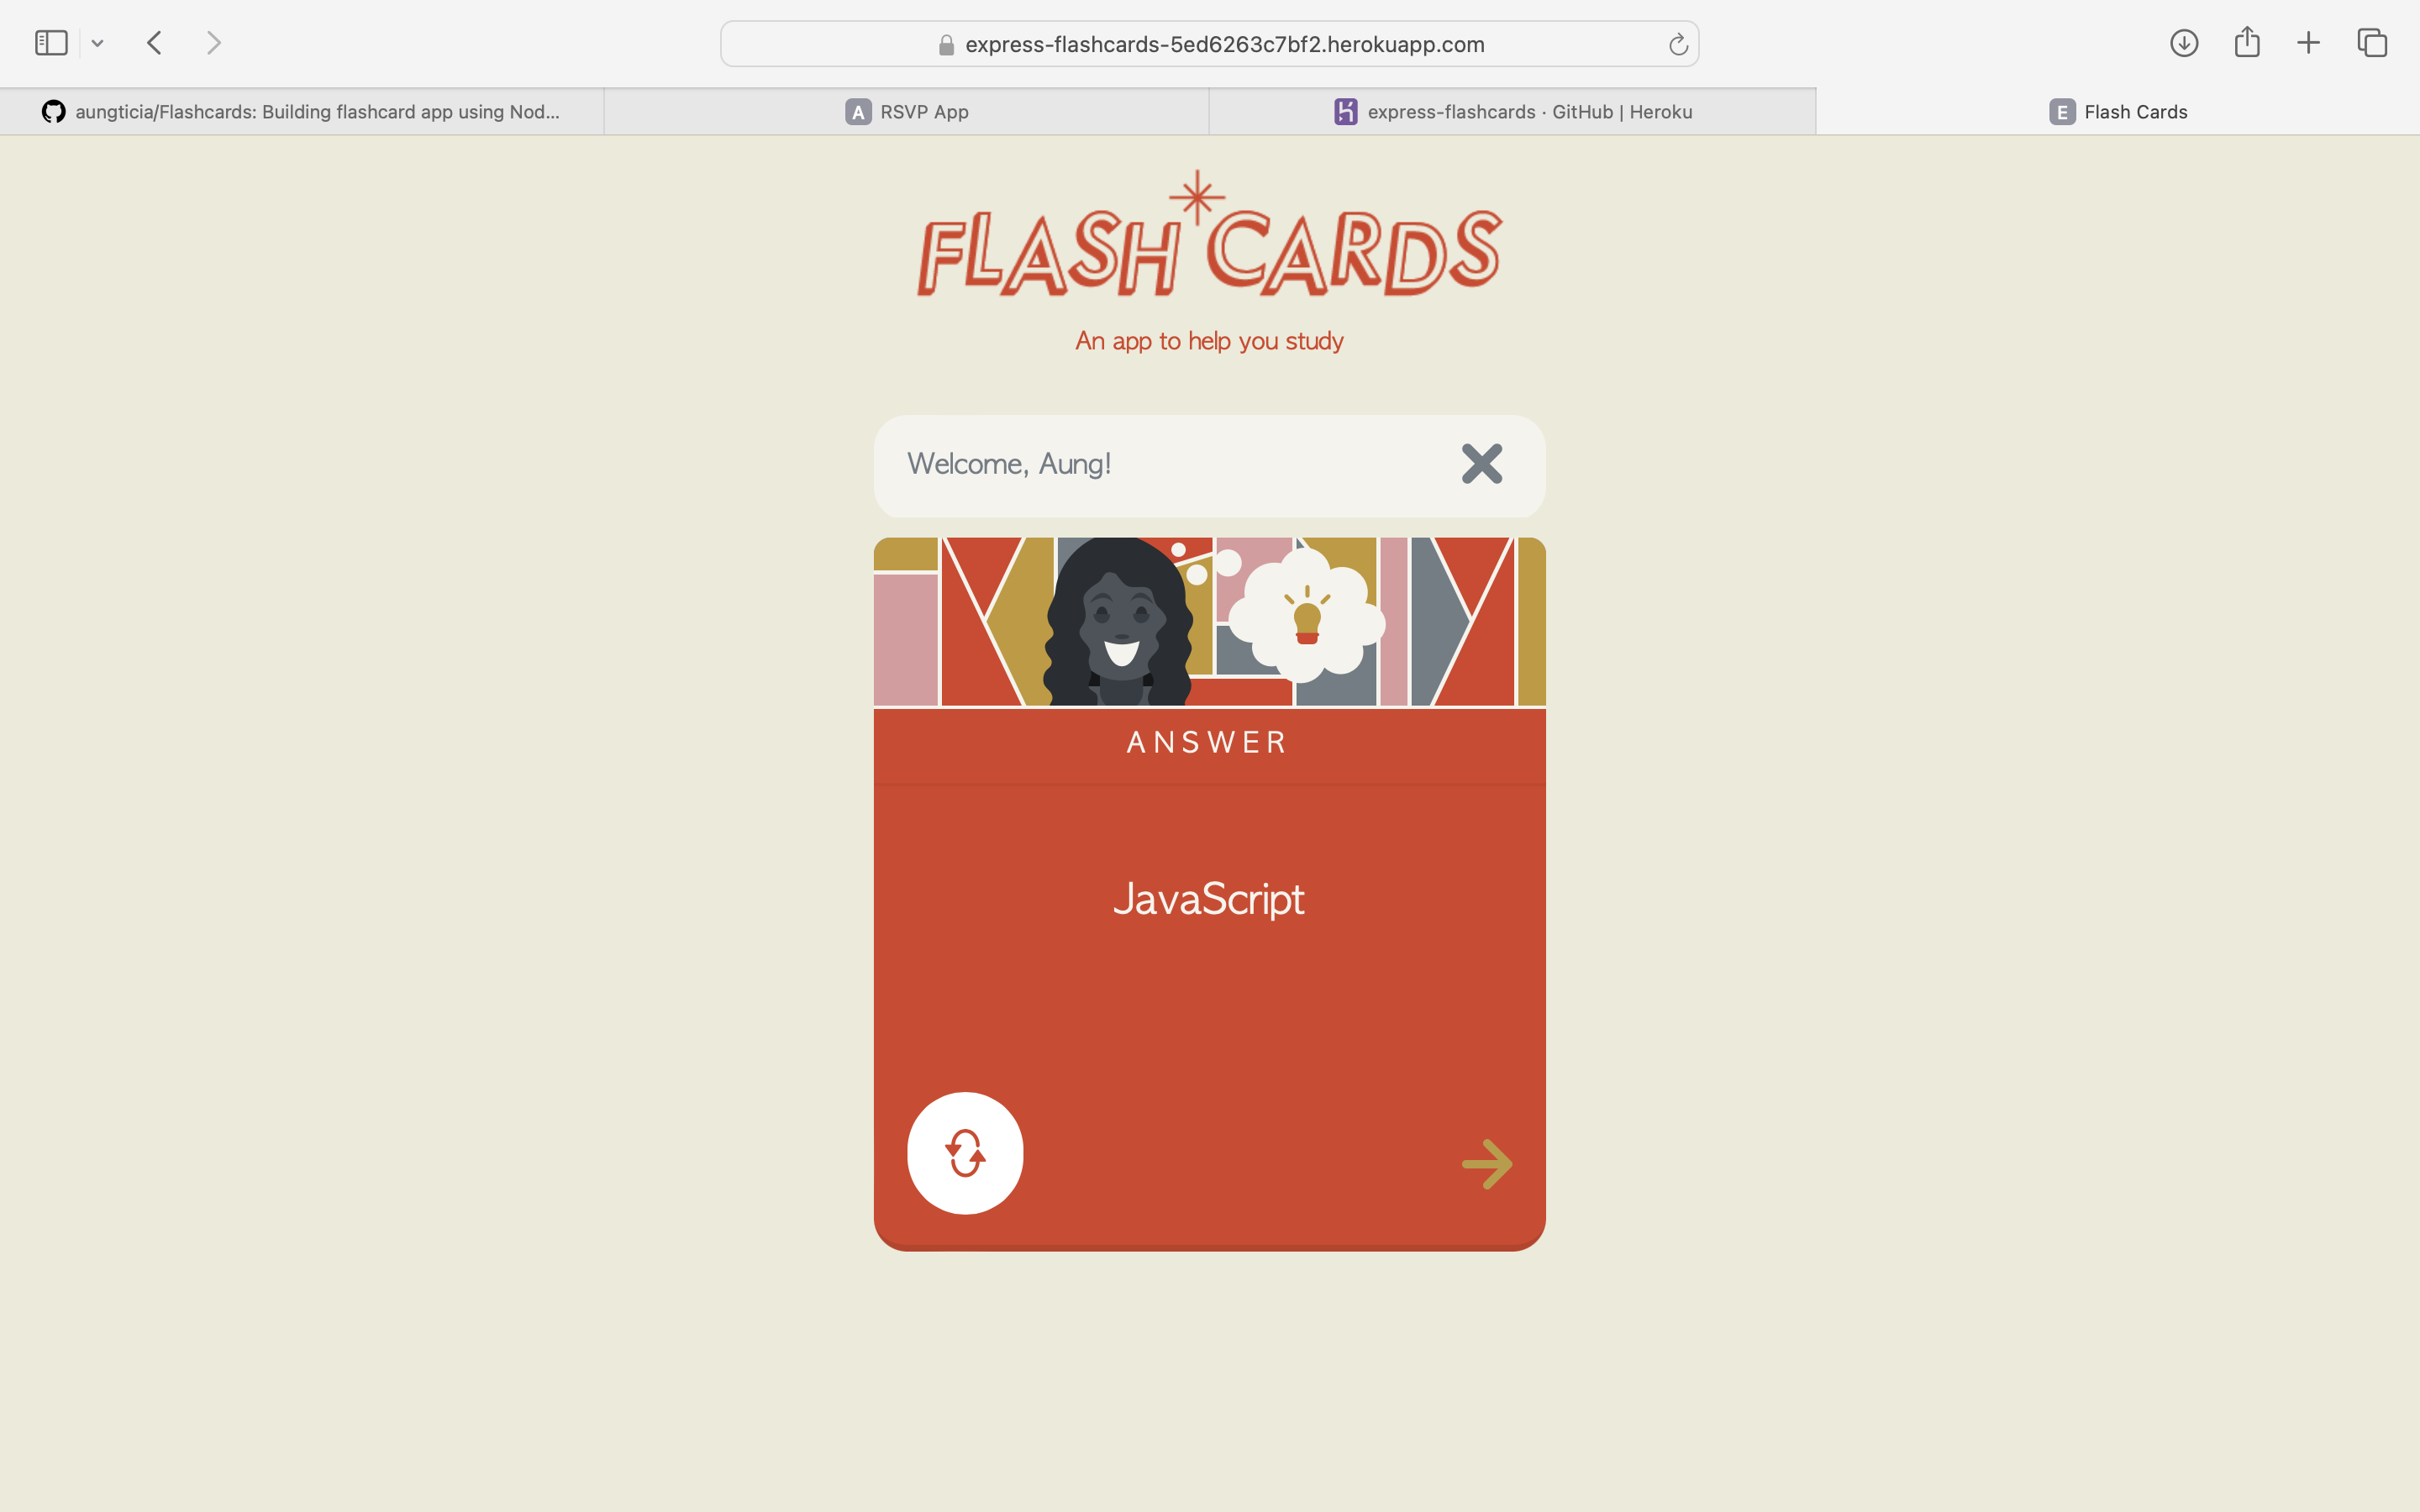 express-flashcards-5ed6263c7bf2.herokuapp.com
aungticia/Flashcards: Building flashcard app using Nod...
A RSVP App
express-flashcards · GitHub | Heroku
E Flash Cards
FLASH CARDS
An app to help you study
Welcome, Aung!
ANSWER
JavaScript